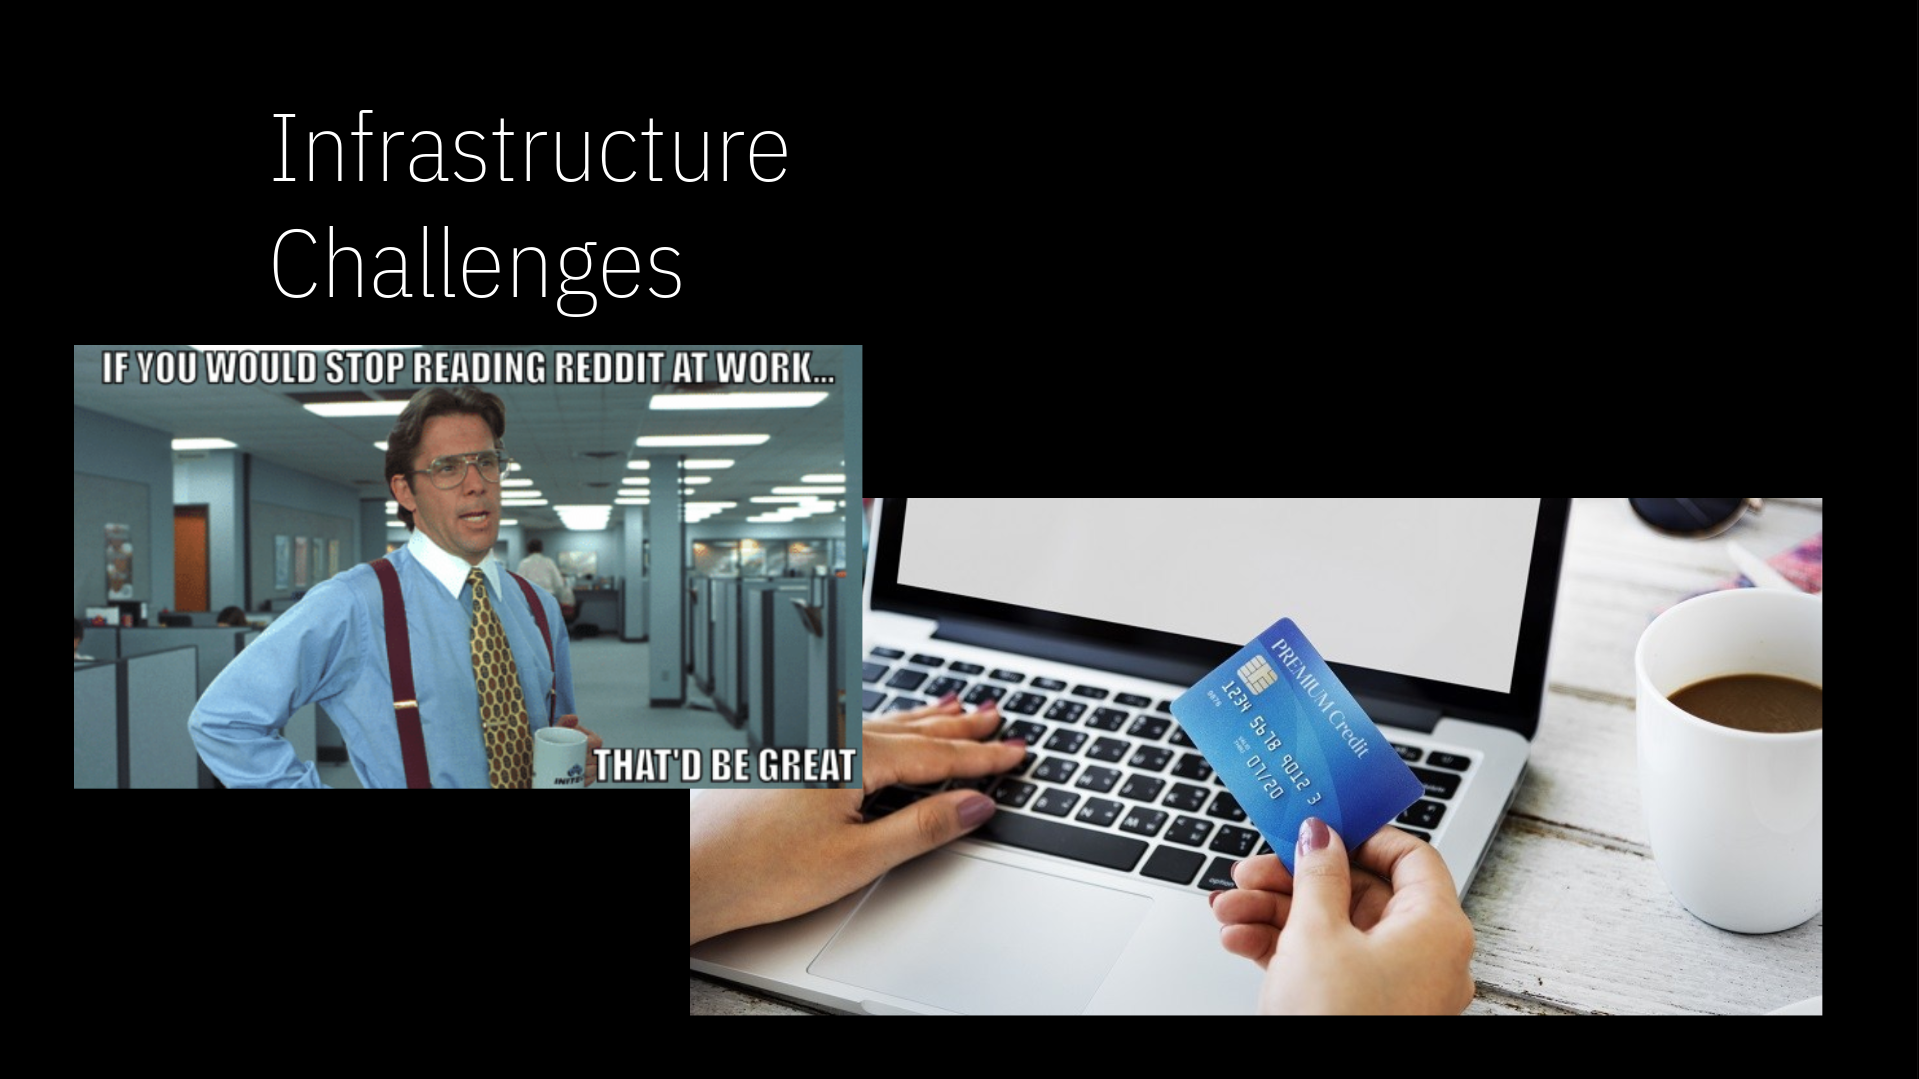 Infrastructure
Challenges
IF YOU WOULD STOP READING REDDIT AT WORK...
THAT'D BE GREAT
PREMIUM Credit
1234 5678 9012 3
07/20
option